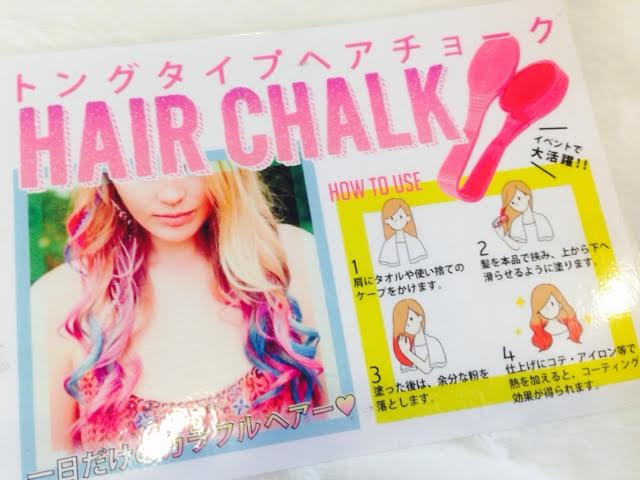 トングタイプヘアチョーク
HAIR CHALK
イベントで
大活躍!!
HOW TO USE
1
肩にタオルや使い捨ての
ケープをかけます。
2
髪を本品で挟み、上から下へ
滑らせるように塗ります。
3
塗った後は、余分な粉を
落とします。
4
仕上げにコテ・アイロン等で
熱を加えると、コーティング
効果が得られます。
一日だけのカラフルヘアー♥